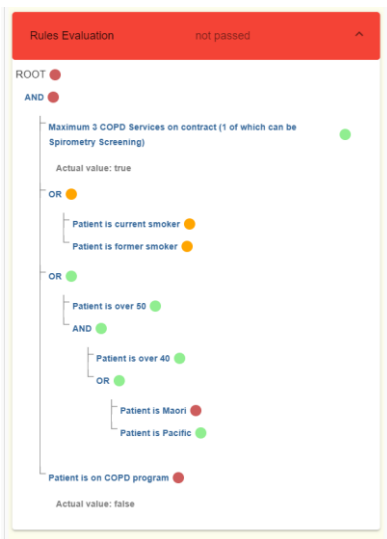 Rules Evaluation not passed
ROOT
AND
Maximum 3 COPD Services on contract (1 of which can be
Spirometry Screening)
Actual value: true
OR
Patient is current smoker
Patient is former smoker
OR
Patient is over 50
AND
Patient is over 40
OR
Patient is Maori
Patient is Pacific
Patient is on COPD program
Actual value: false